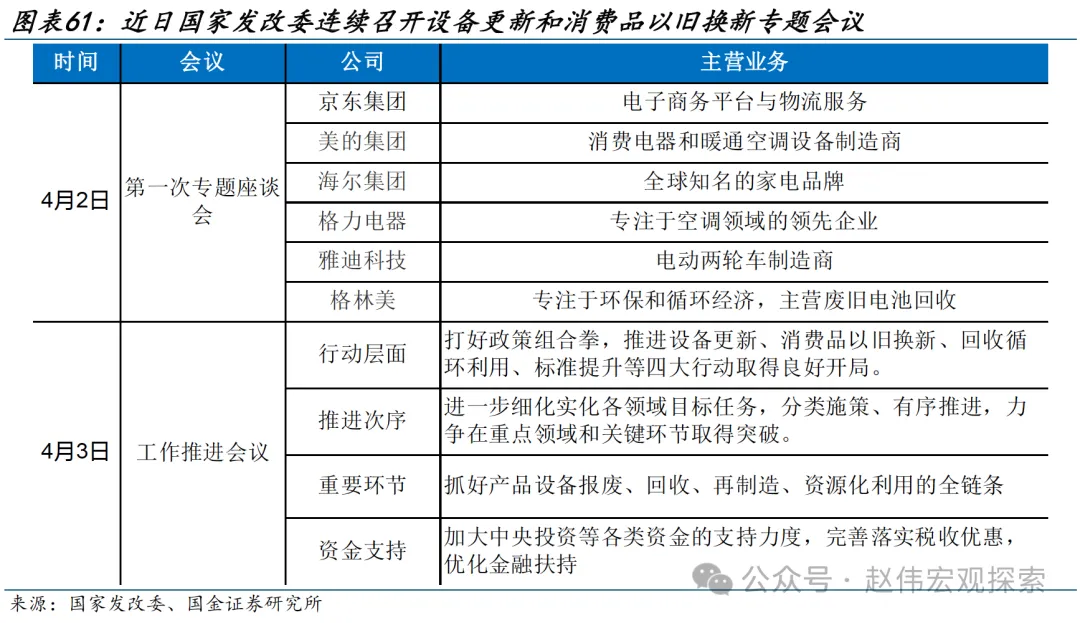 图表61：近日国家发改委连续召开设备更新和消费品以旧换新专题会议
时间 会议 公司 主营业务
4月2日 第一次专题座谈会
京东集团 电子商务平台与物流服务
美的集团 消费电器和暖通空调设备制造商
海尔集团 全球知名的家电品牌
格力电器 专注于空调领域的领先企业
雅迪科技 电动两轮车制造商
格林美 专注于环保和循环经济，主营废旧电池回收
4月3日 工作推进会议
行动层面 打好政策组合拳，推进设备更新、消费品以旧换新、回收循
环利用、标准提升等四大行动取得良好开局。
推进次序 进一步细化实化各领域目标任务，分类施策、有序推进，力
争在重点领域和关键环节取得突破。
重要环节 抓好产品设备报废、回收、再制造、资源化利用的全链条
资金支持 加大中央投资等各类资金的支持力度，完善落实税收优惠，
优化金融扶持
公众号·赵伟宏观探索
来源：国家发改委、国金证券研究所